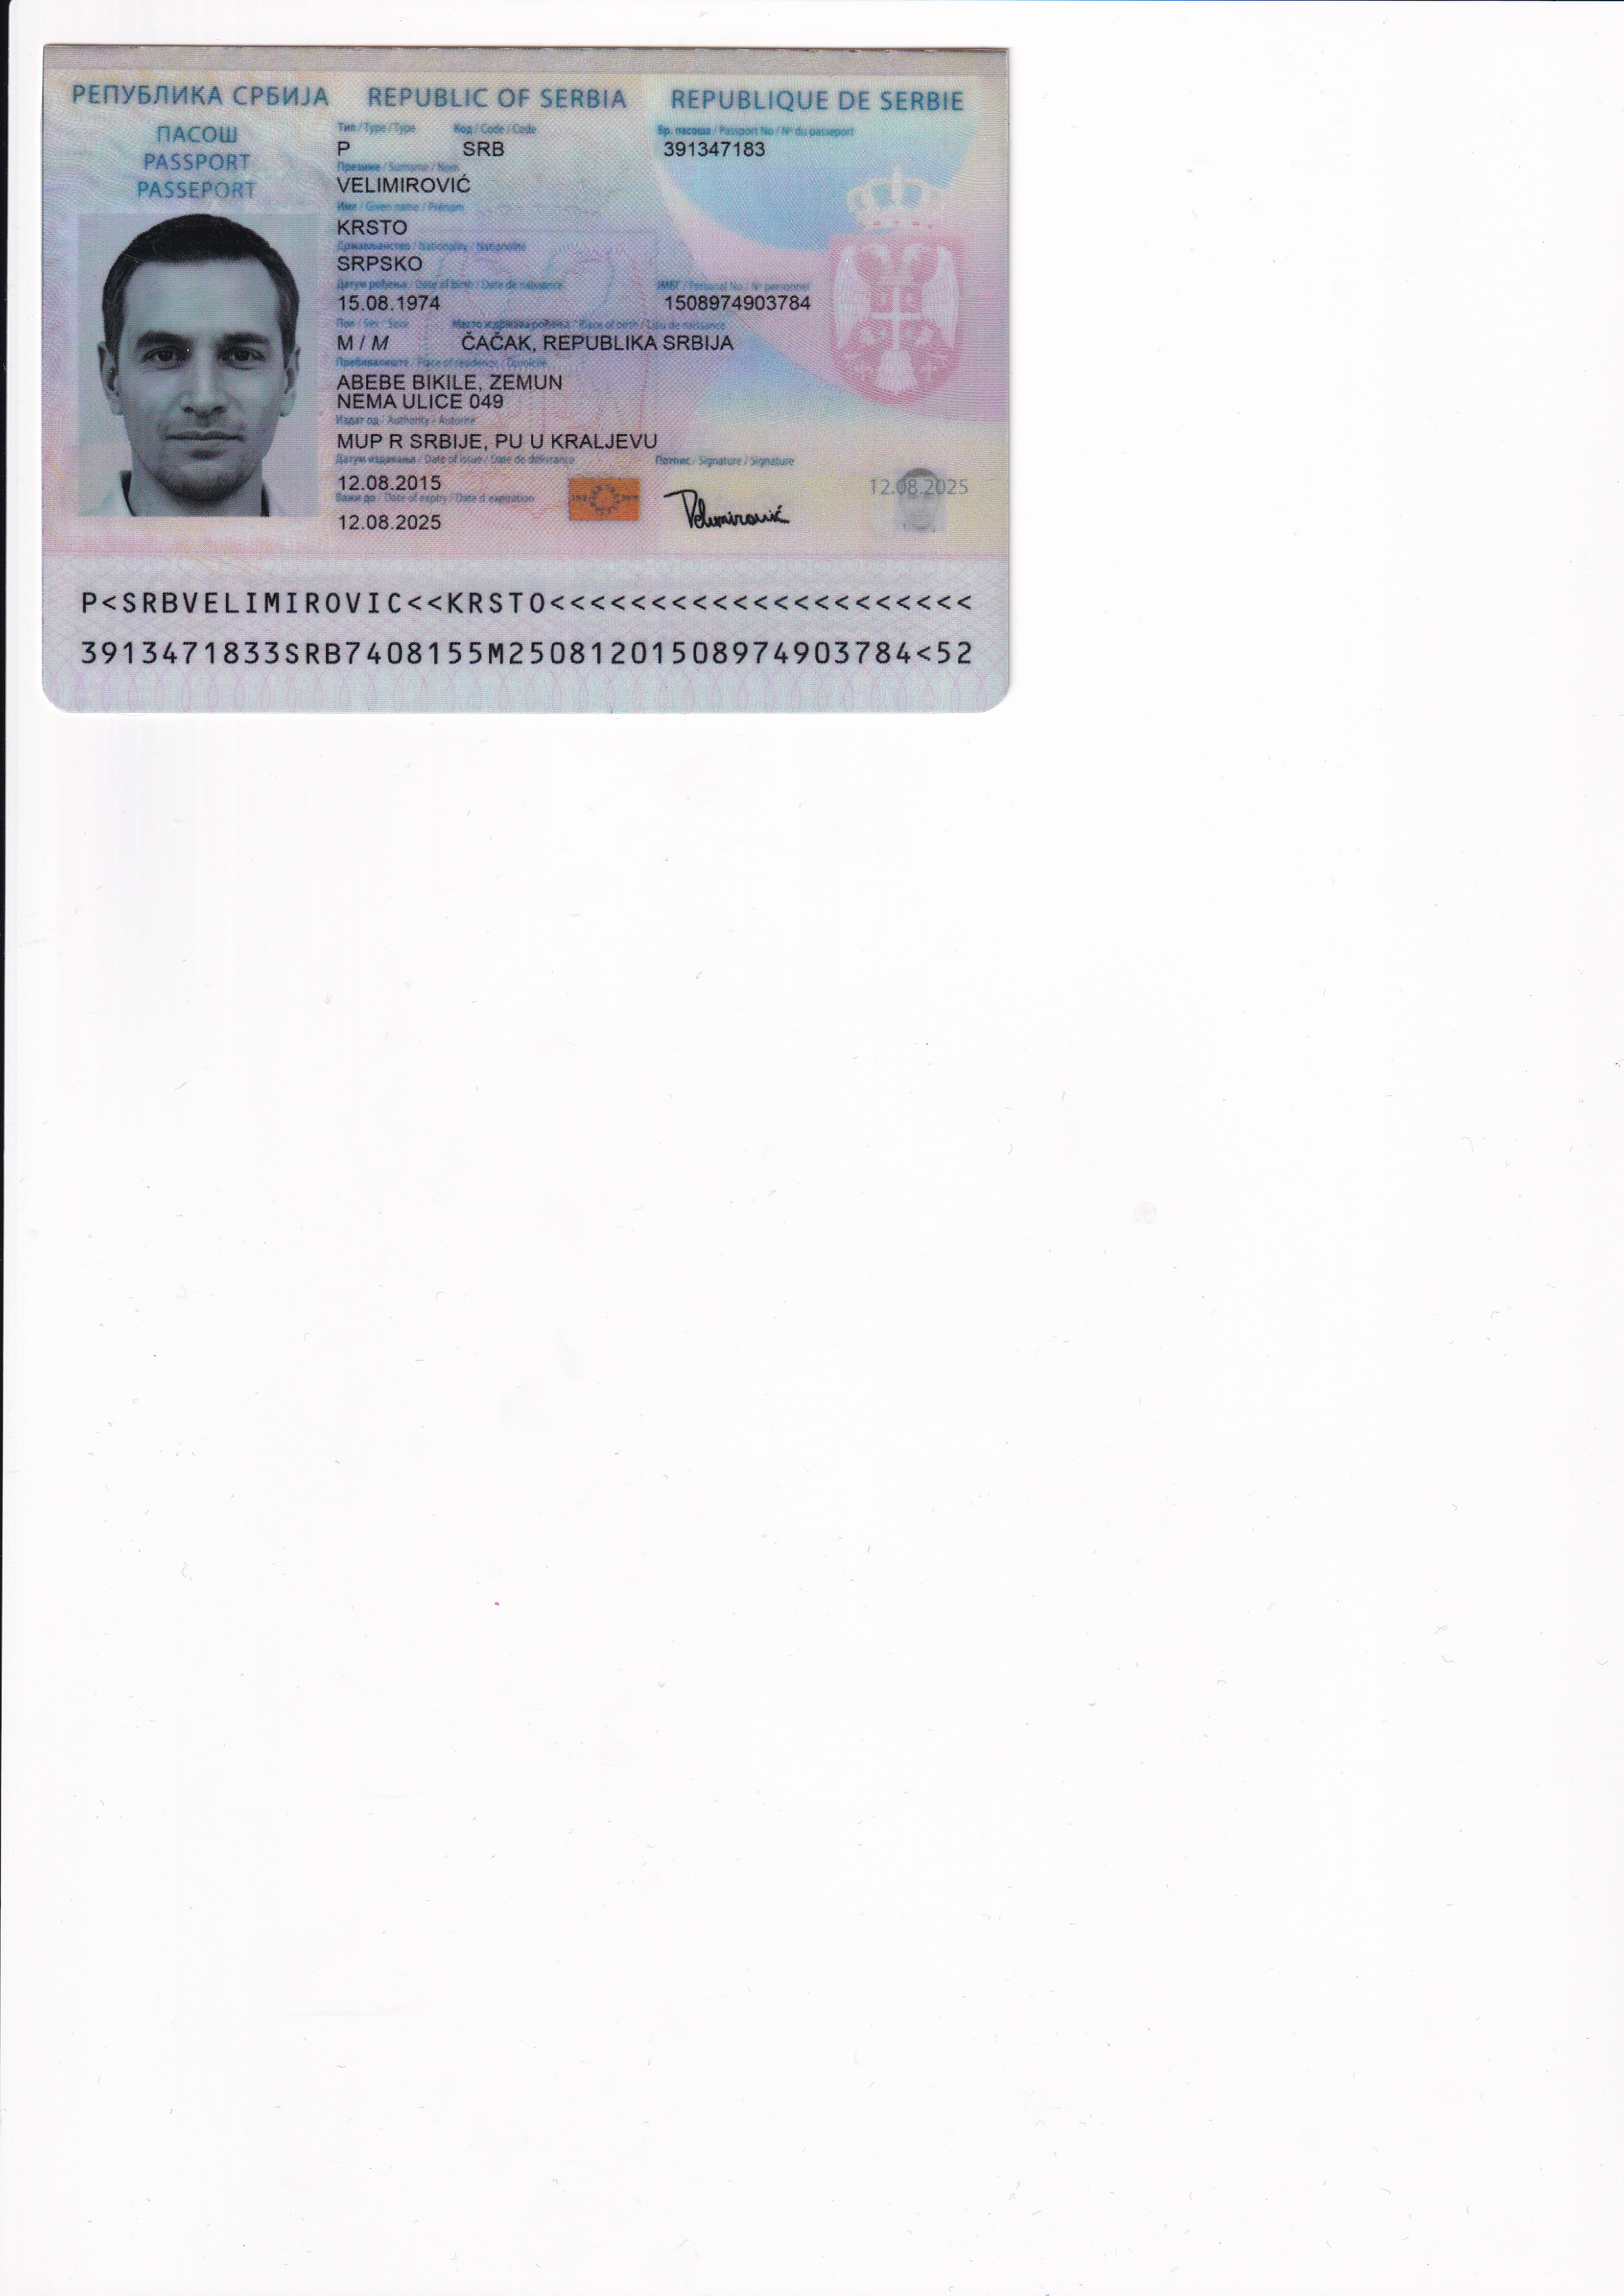 РЕПУБЛИКА СРБИЈА REPUBLIC OF SERBIA REPUBLIQUE DE SERBIE
ПАСОШ
PASSPORT
PASSEPORT
Тип / Type / Type Код / Code / Code Бр. пасоша / Passport No / Nº du passeport
P SRB 391347183
Презиме / Surname / Nom
VELIMIROVIĆ
Име / Given name / Prénom
KRSTO
Држављанство / Nationality / Nationalité
SRPSKO
Датум рођења / Date of birth / Date de naissance ЈМБГ / Personal No / Nº personnel
15.08.1974 1508974903784
Пол / Sex / Sexe Место и држава рођења / Place of birth / Lieu de naissance
M / M ČAČAK, REPUBLIKA SRBIJA
Пребивалиште / Place of residence / Domicile
ABEBE BIKILE, ZEMUN
NEMA ULICE 049
Издат од / Authority / Autorité
MUP R SRBIJE, PU U KRALJEVU
Датум издавања / Date of issue / Date de délivrance Потпис / Signature / Signature
12.08.2015 Velimirović 12.08.2025
Важи до / Date of expiry / Date d expiration
12.08.2025
P<SRBVELIMIROVIC<<KRSTO<<<<<<<<<<<<<<<<<<<<<
3913471833SRB7408155M25081201508974903784<52